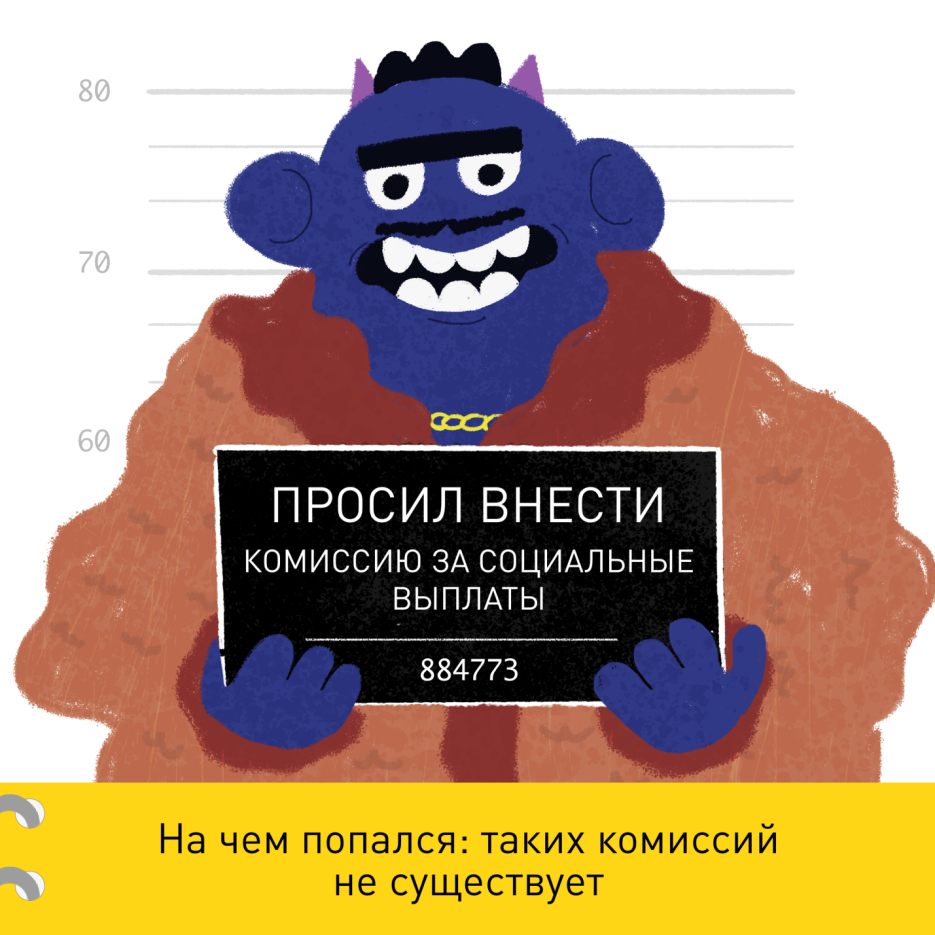 80
70
60
ПРОСИЛ ВНЕСТИ
КОМИССИЮ ЗА СОЦИАЛЬНЫЕ
ВЫПЛАТЫ
884773
На чем попался: таких комиссий
не существует